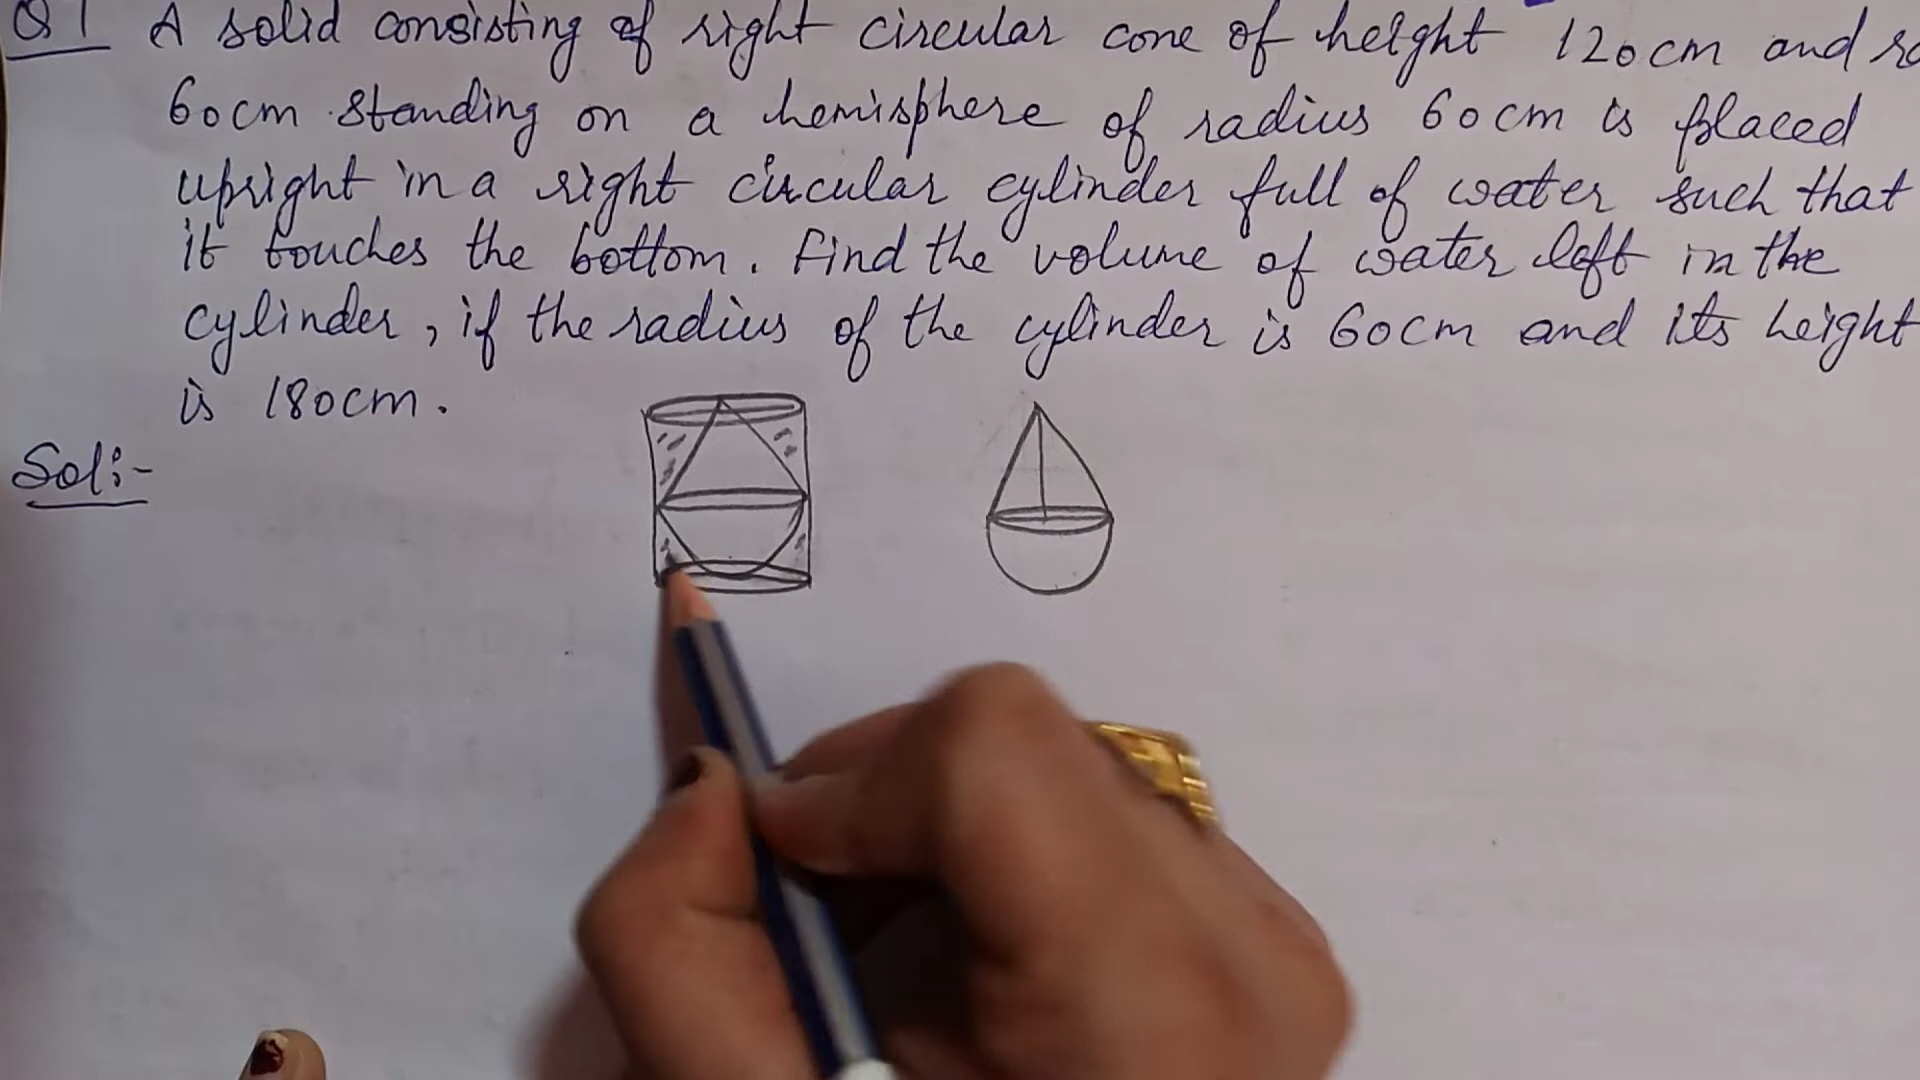 Q 1 A solid consisting of right circular cone of height 120cm and
60cm standing on a hemisphere of radius 60cm is placed
upright in a right circular cylinder full of water such that
it touches the bottom. Find the volume of water left in the
cylinder, if the radius of the cylinder is 60cm and its height
is 180cm.
Sol:-